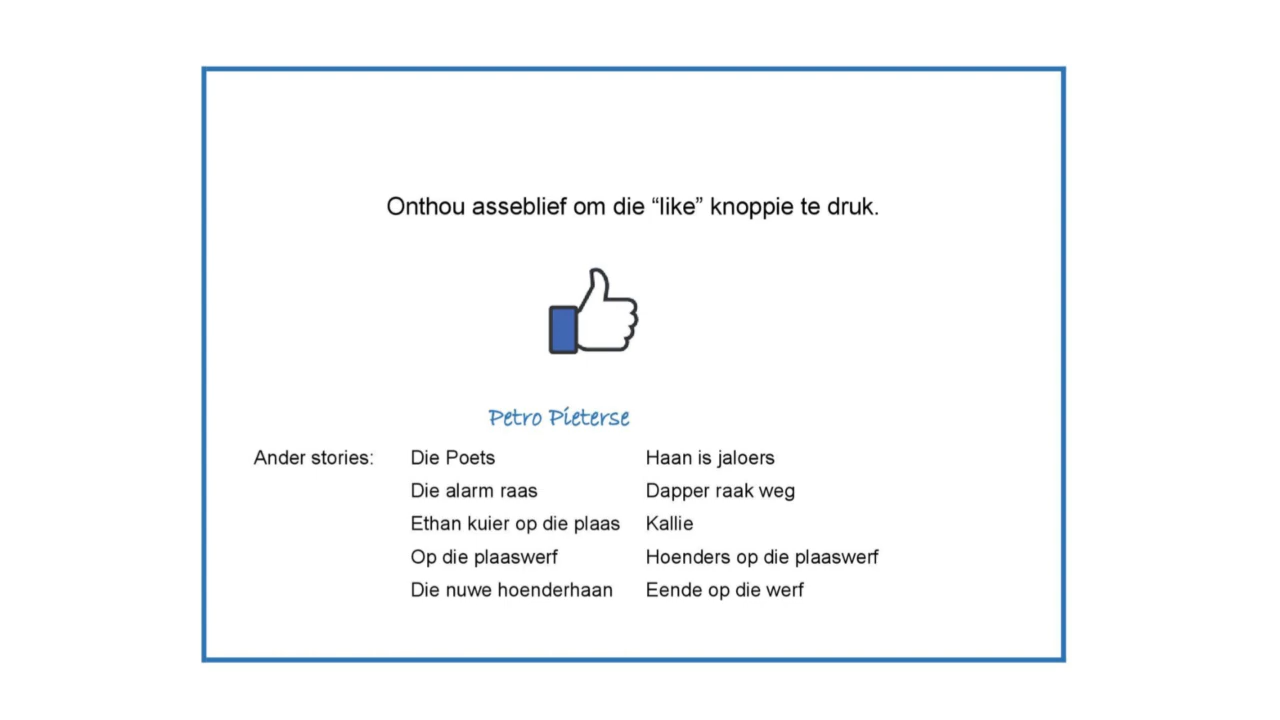 Onthou asseblief om die “like” knoppie te druk.
Petro Pieterse
Ander stories: Die Poets Haan is jaloers
Die alarm raas Dapper raak weg
Ethan kuier op die plaas Kallie
Op die plaaswerf Hoenders op die plaaswerf
Die nuwe hoenderhaan Eende op die werf